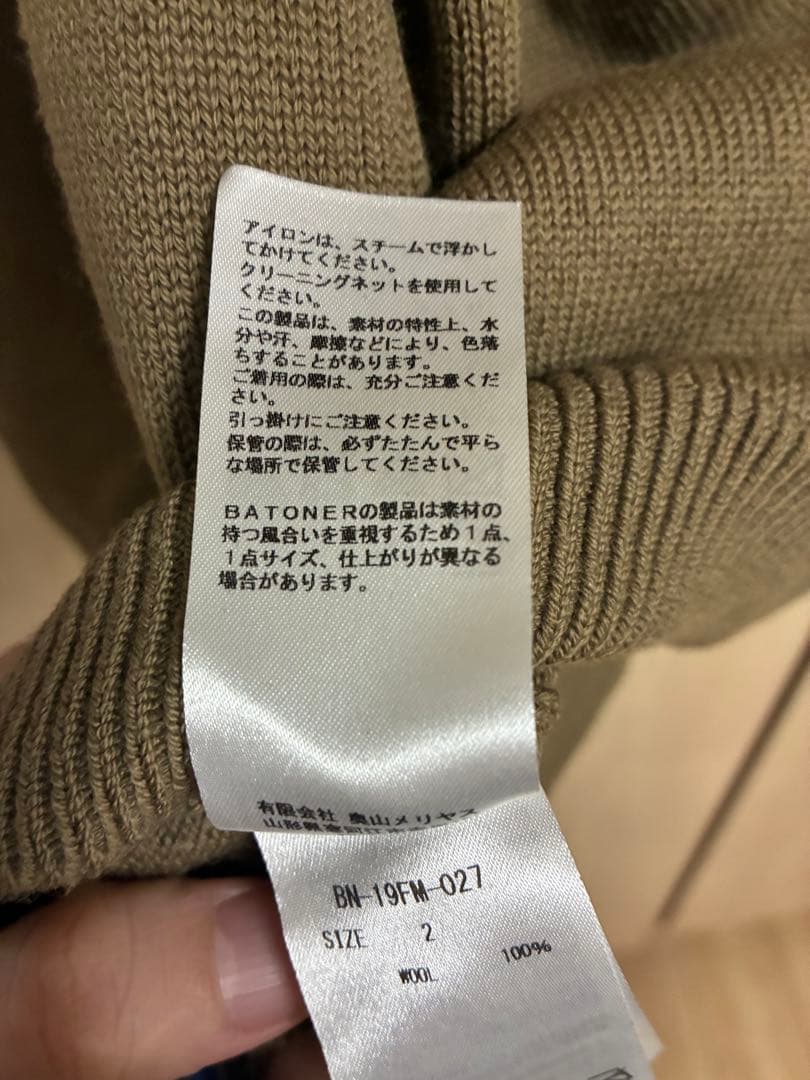 アイロンは、スチームで浮かし
てかけてください。
クリーニングネットを使用して
ください。
この製品は、素材の特性上、水
分や汗、摩擦などにより、色落
ちすることがあります。
ご着用の際は、充分ご注意くだ
さい。
引っ掛けにご注意ください。
保管の際は、必ずたたんで平ら
な場所で保管してください。
BATONERの製品は素材の
持つ風合いを重視するため1点、
1点サイズ、仕上がりが異なる
場合があります。
有限会社 奥山メリヤス
山形県寒河江市
BN-19FM-027
SIZE 2
WOOL 100%